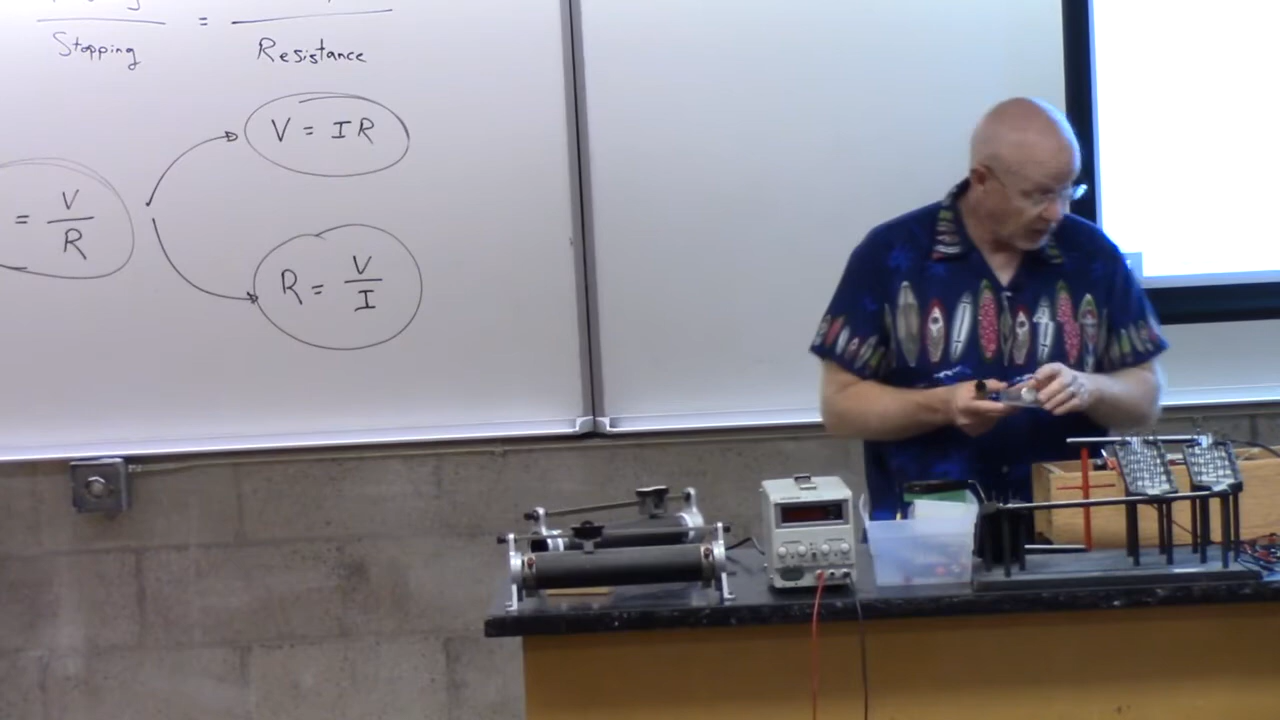 Stopping = Resistance
V = IR
= V/R
R = V/I